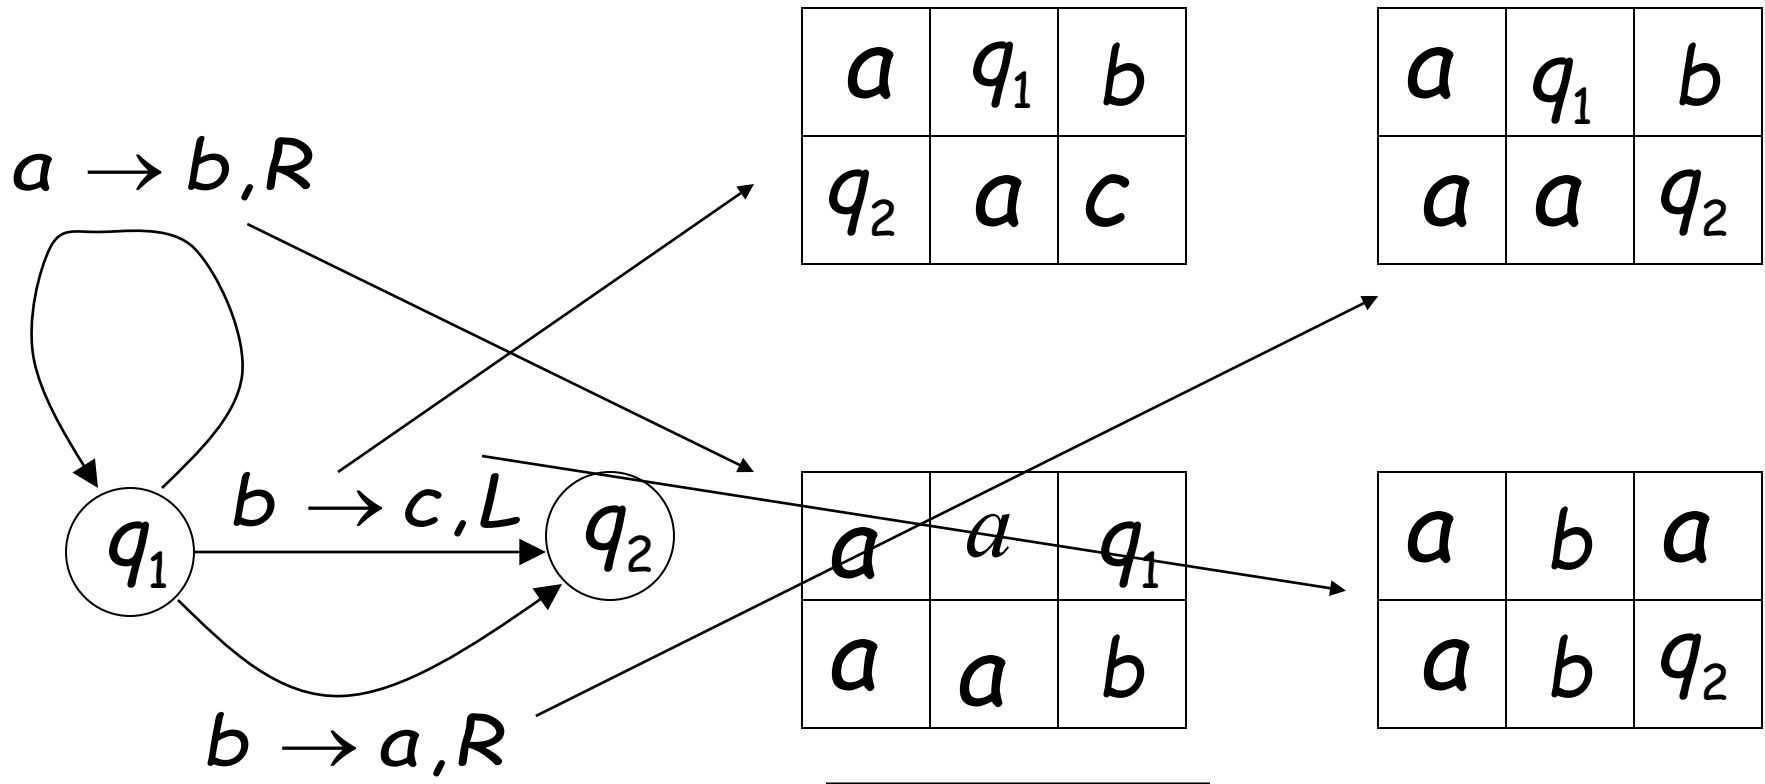 a → b,R
b → c,L
b → a,R
q1
q2
a q1 b
q2 a c
a q1 b
a a q2
a a q1
a a b
a b a
a b q2